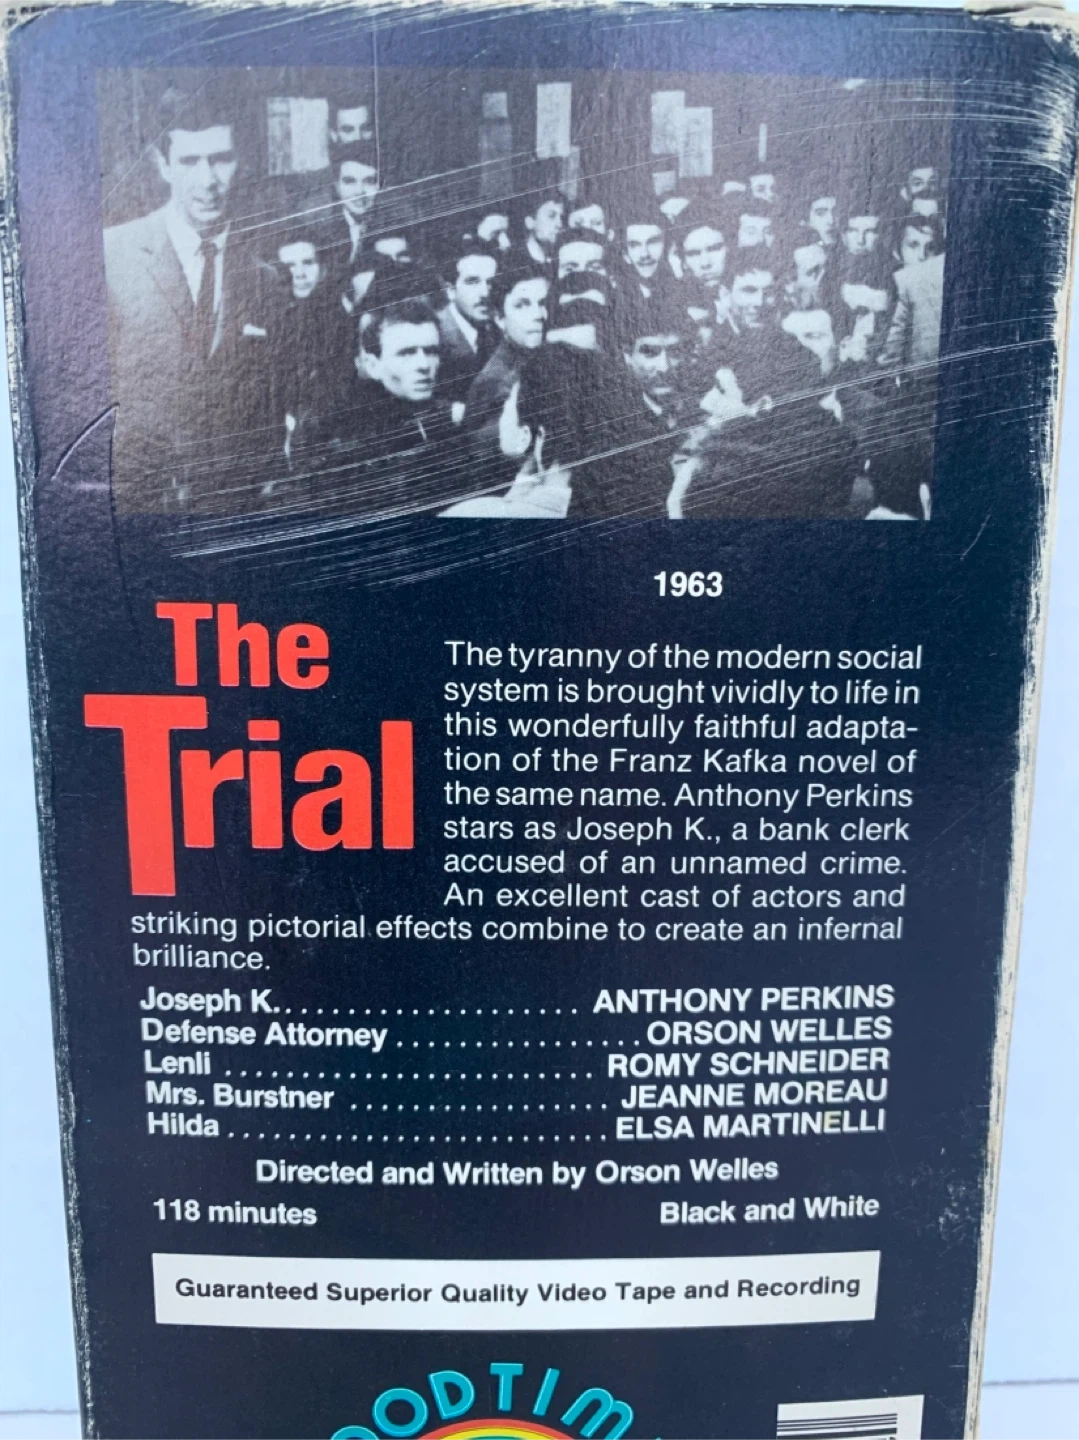 1963
The
Trial
The tyranny of the modern social
system is brought vividly to life in
this wonderfully faithful adapta-
tion of the Franz Kafka novel of
the same name. Anthony Perkins
stars as Joseph K., a bank clerk
accused of an unnamed crime.
An excellent cast of actors and
striking pictorial effects combine to create an infernal
brilliance.
Joseph K...................... ANTHONY PERKINS
Defense Attorney ................ ORSON WELLES
Lenli ......................... ROMY SCHNEIDER
Mrs. Burstner .................. JEANNE MOREAU
Hilda .......................... ELSA MARTINELLI
Directed and Written by Orson Welles
118 minutes Black and White
Guaranteed Superior Quality Video Tape and Recording
OODTIM